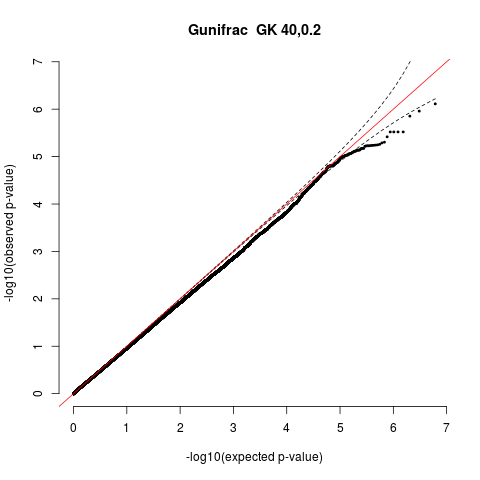 Gunifrac GK 40,0.2
-log10(observed p-value)
7
6
5
4
3
2
1
0
0 1 2 3 4 5 6 7
-log10(expected p-value)